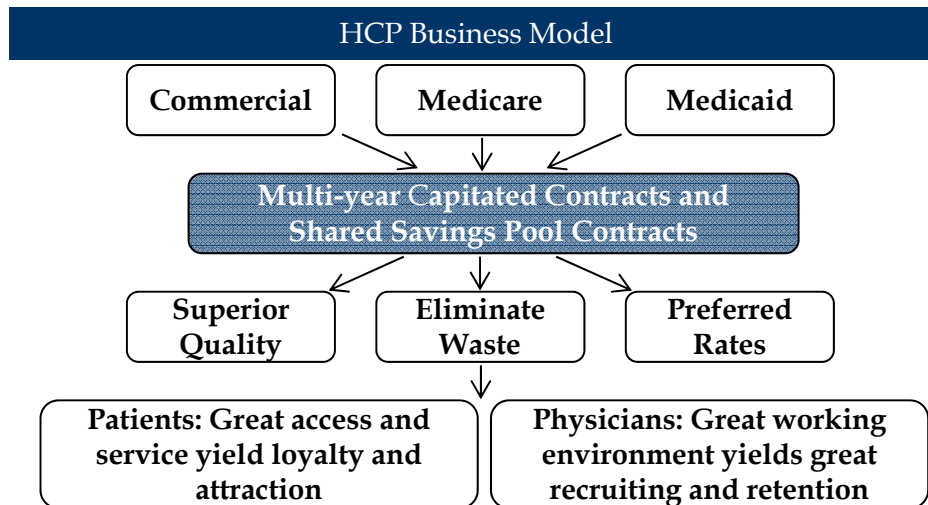 HCP Business Model
Commercial
Medicare
Medicaid
Multi-year Capitated Contracts and
Shared Savings Pool Contracts
Superior
Quality
Eliminate
Waste
Preferred
Rates
Patients: Great access and
service yield loyalty and
attraction
Physicians: Great working
environment yields great
recruiting and retention